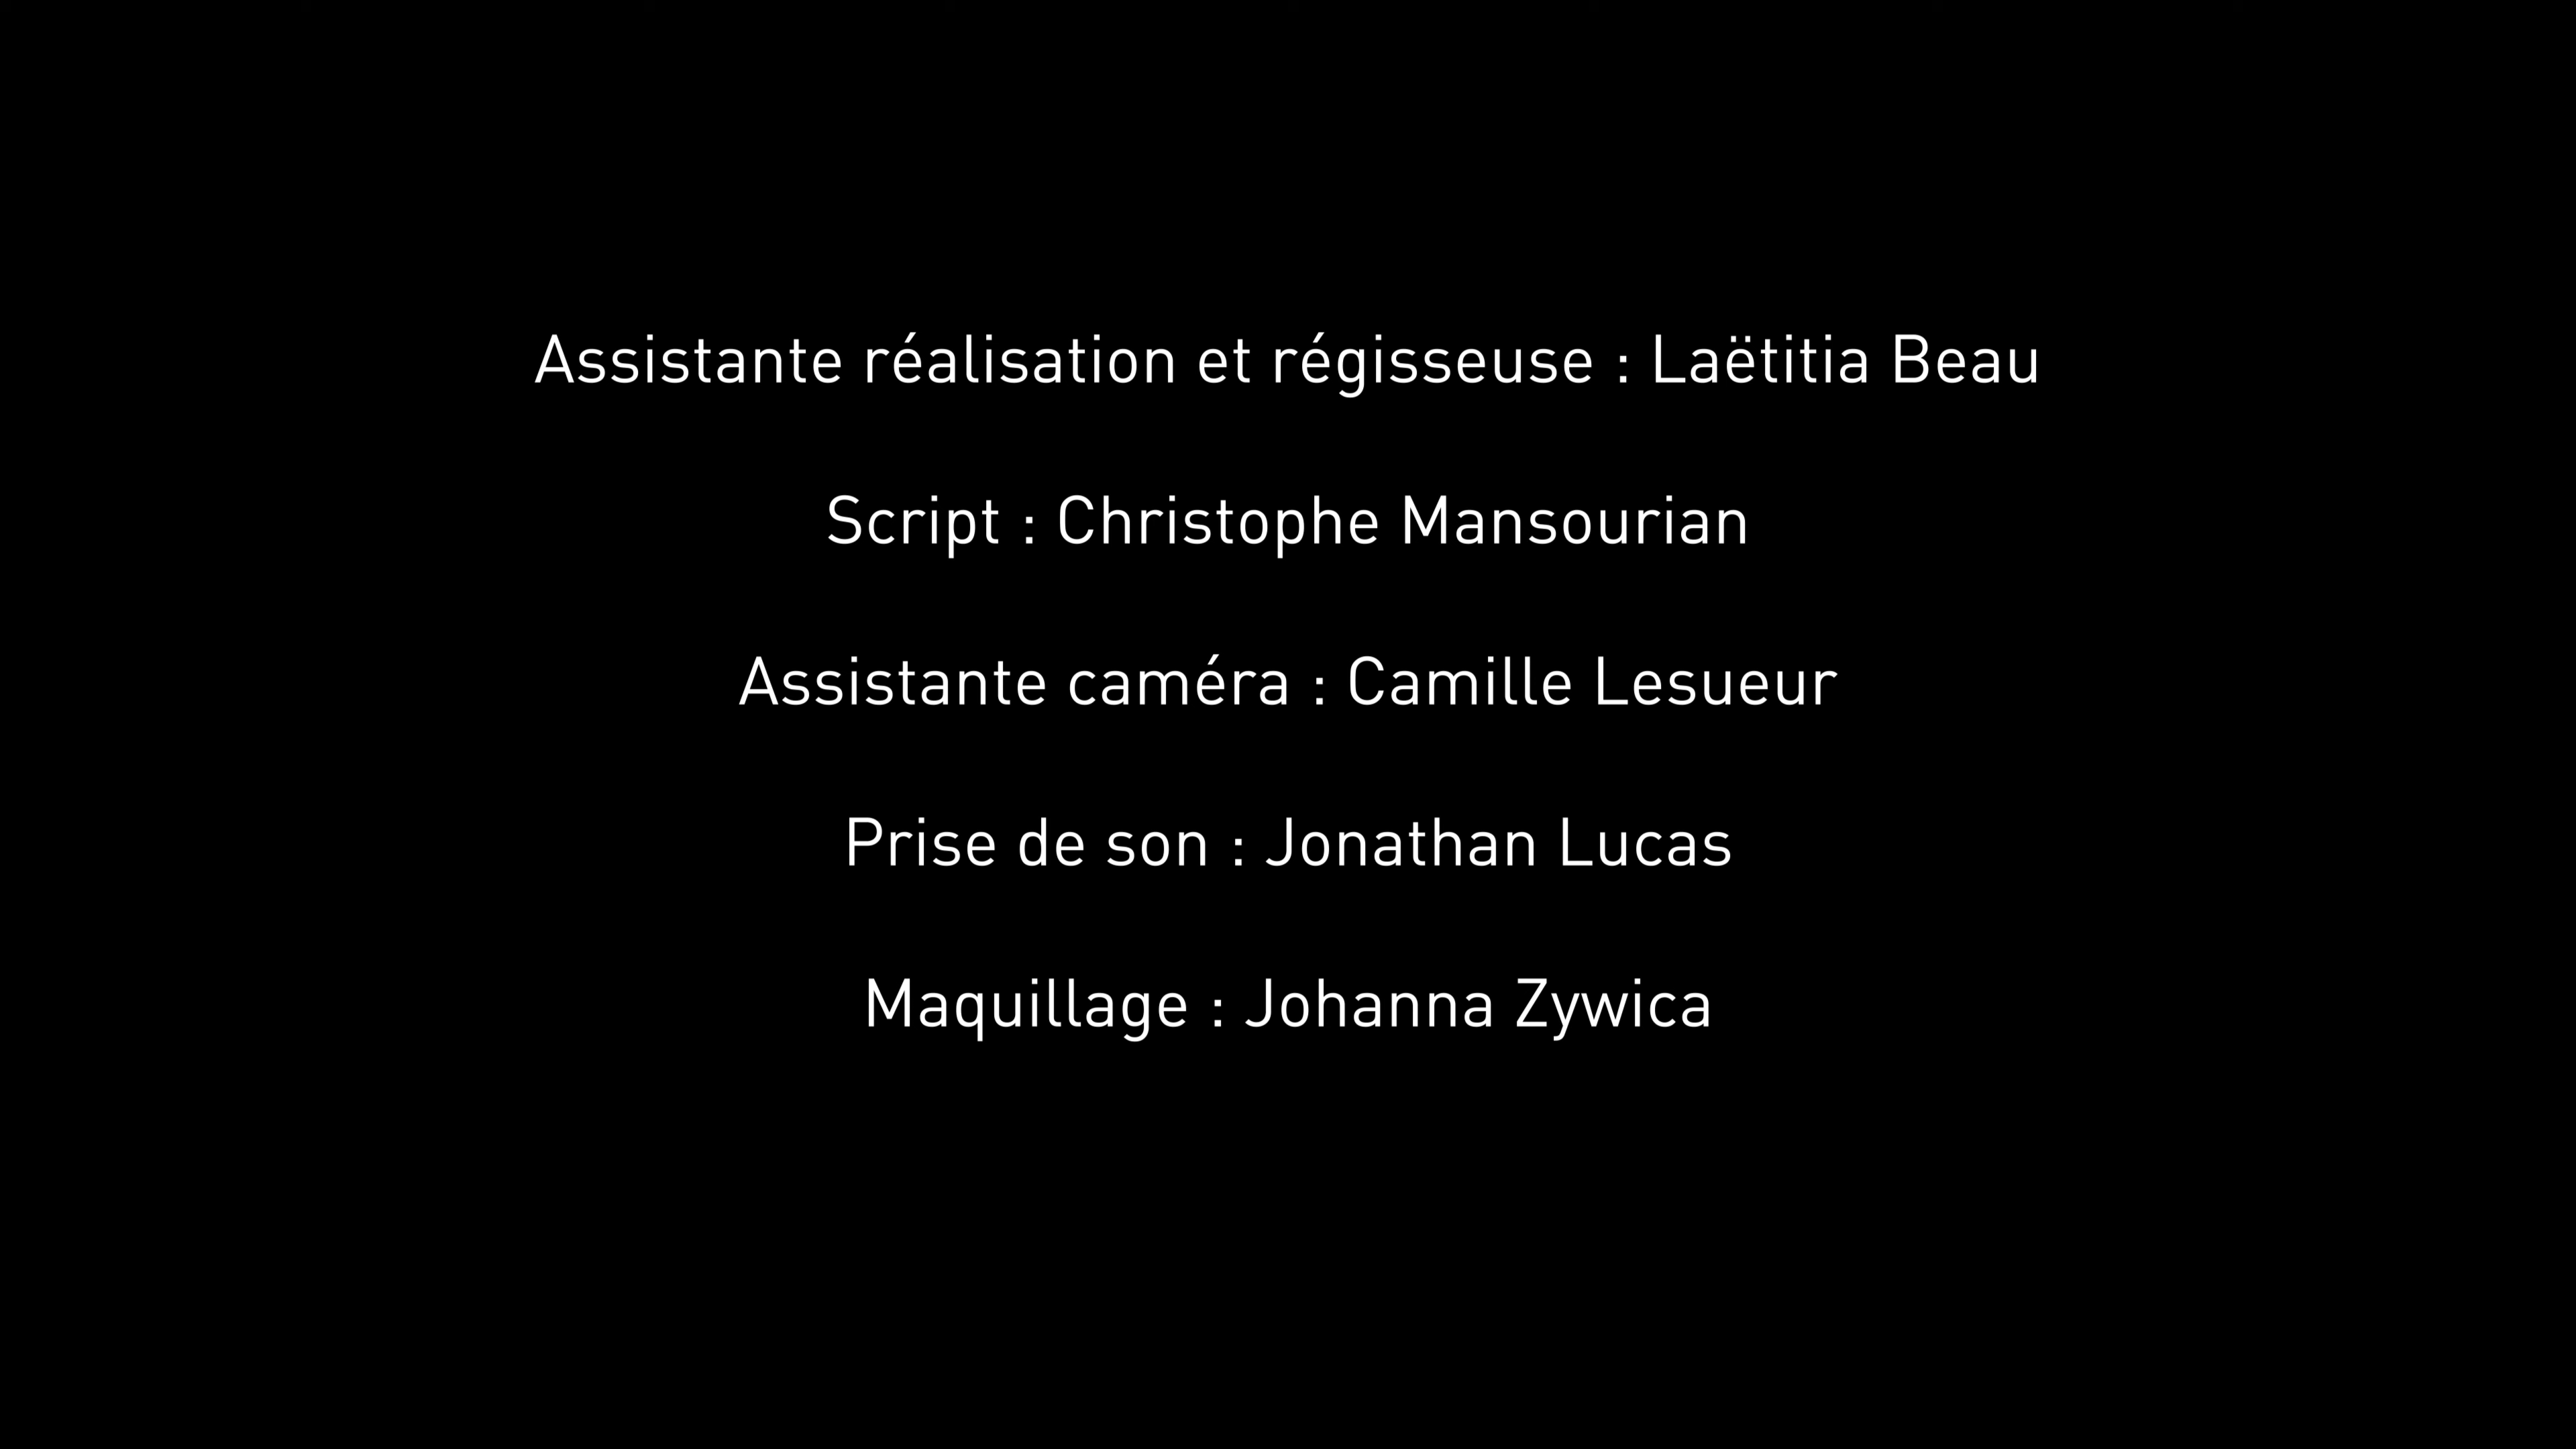 Assistante réalisation et régisseuse : Laëtitia Beau
Script : Christophe Mansourian
Assistante caméra : Camille Lesueur
Prise de son : Jonathan Lucas
Maquillage : Johanna Zywica